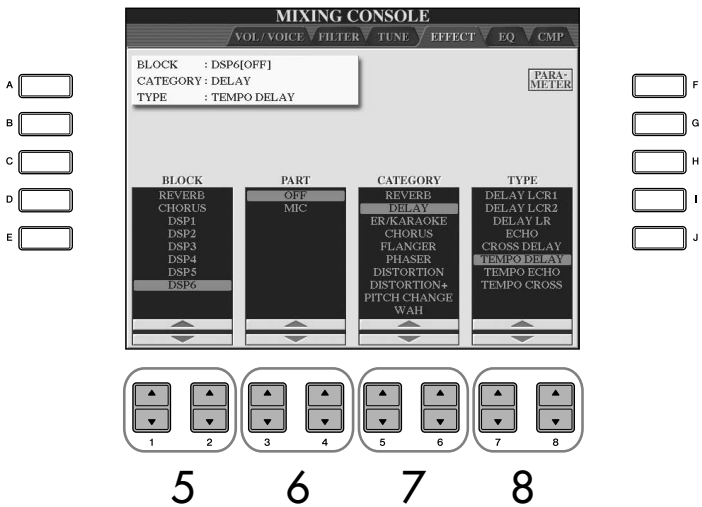 MIXING CONSOLE
VOL / VOICE FILTER TUNE EFFECT EQ CMP
BLOCK : DSP6[OFF]
CATEGORY : DELAY
TYPE : TEMPO DELAY
PARA-
METER
A
B
C
D
E
F
G
H
I
J
BLOCK
REVERB
CHORUS
DSP1
DSP2
DSP3
DSP4
DSP5
DSP6
PART
OFF
MIC
CATEGORY
REVERB
DELAY
ER/KARAOKE
CHORUS
FLANGER
PHASER
DISTORTION
DISTORTION+
PITCH CHANGE
WAH
TYPE
DELAY LCR1
DELAY LCR2
DELAY LR
ECHO
CROSS DELAY
TEMPO DELAY
TEMPO ECHO
TEMPO CROSS
1 2 3 4 5 6 7 8
5 6 7 8